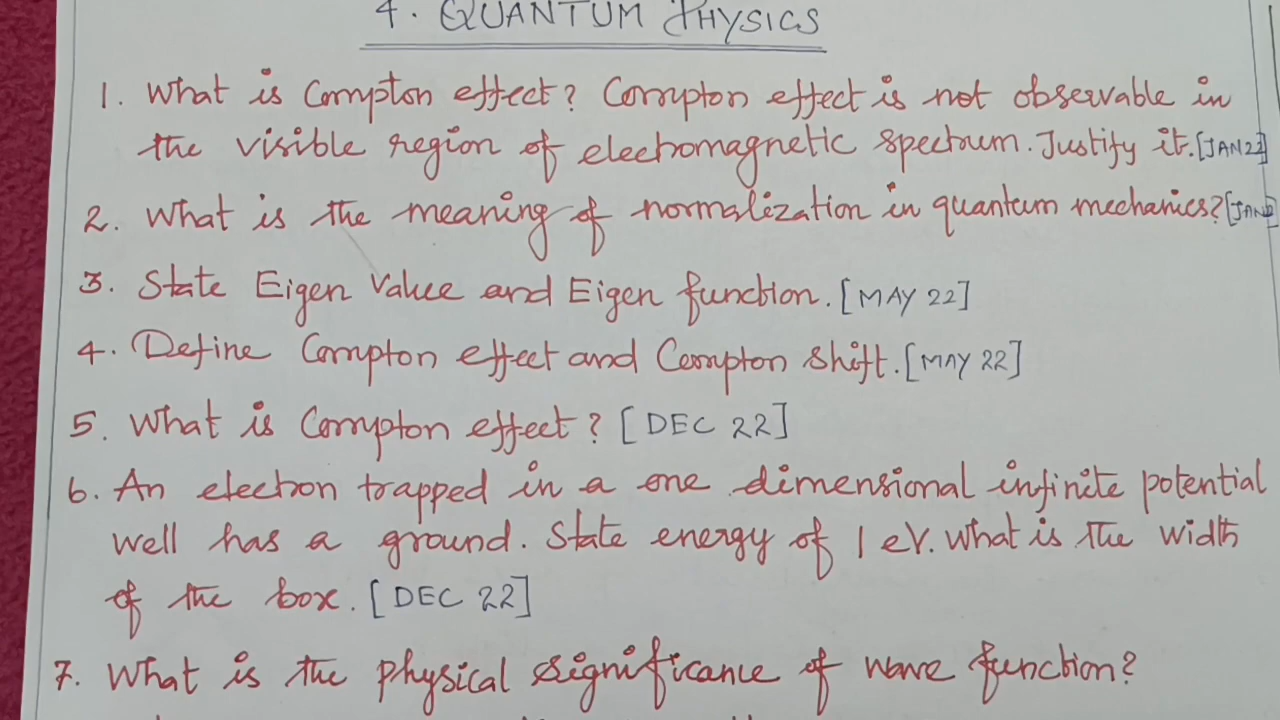 4. QUANTUM PHYSICS
1. What is Compton effect? Compton effect is not observable in
the visible region of electromagnetic spectrum. Justify it. [JAN 22]
2. What is the meaning of normalization in quantum mechanics? [JAN
3. State Eigen Value and Eigen function. [MAY 22]
4. Define Compton effect and Compton shift. [MAY 22]
5. What is Compton effect? [DEC 22]
6. An electron trapped in a one dimensional infinite potential
well has a ground. State energy of 1 eV. What is the width
of the box. [DEC 22]
7. What is the physical significance of wave function?